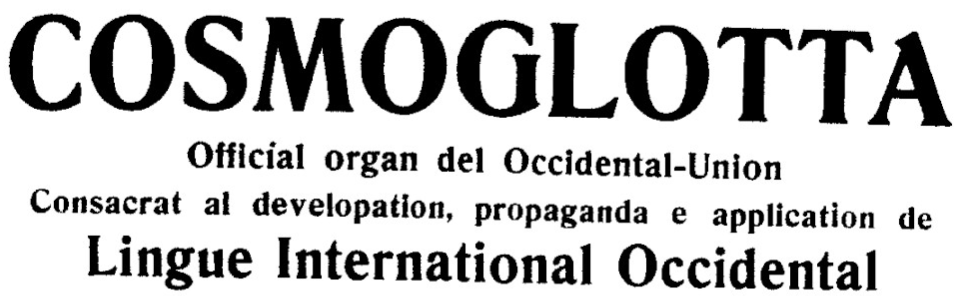 COSMOGLOTTA
Official organ del Occidental-Union
Consacrat al developation, propaganda e application de
Lingue International Occidental